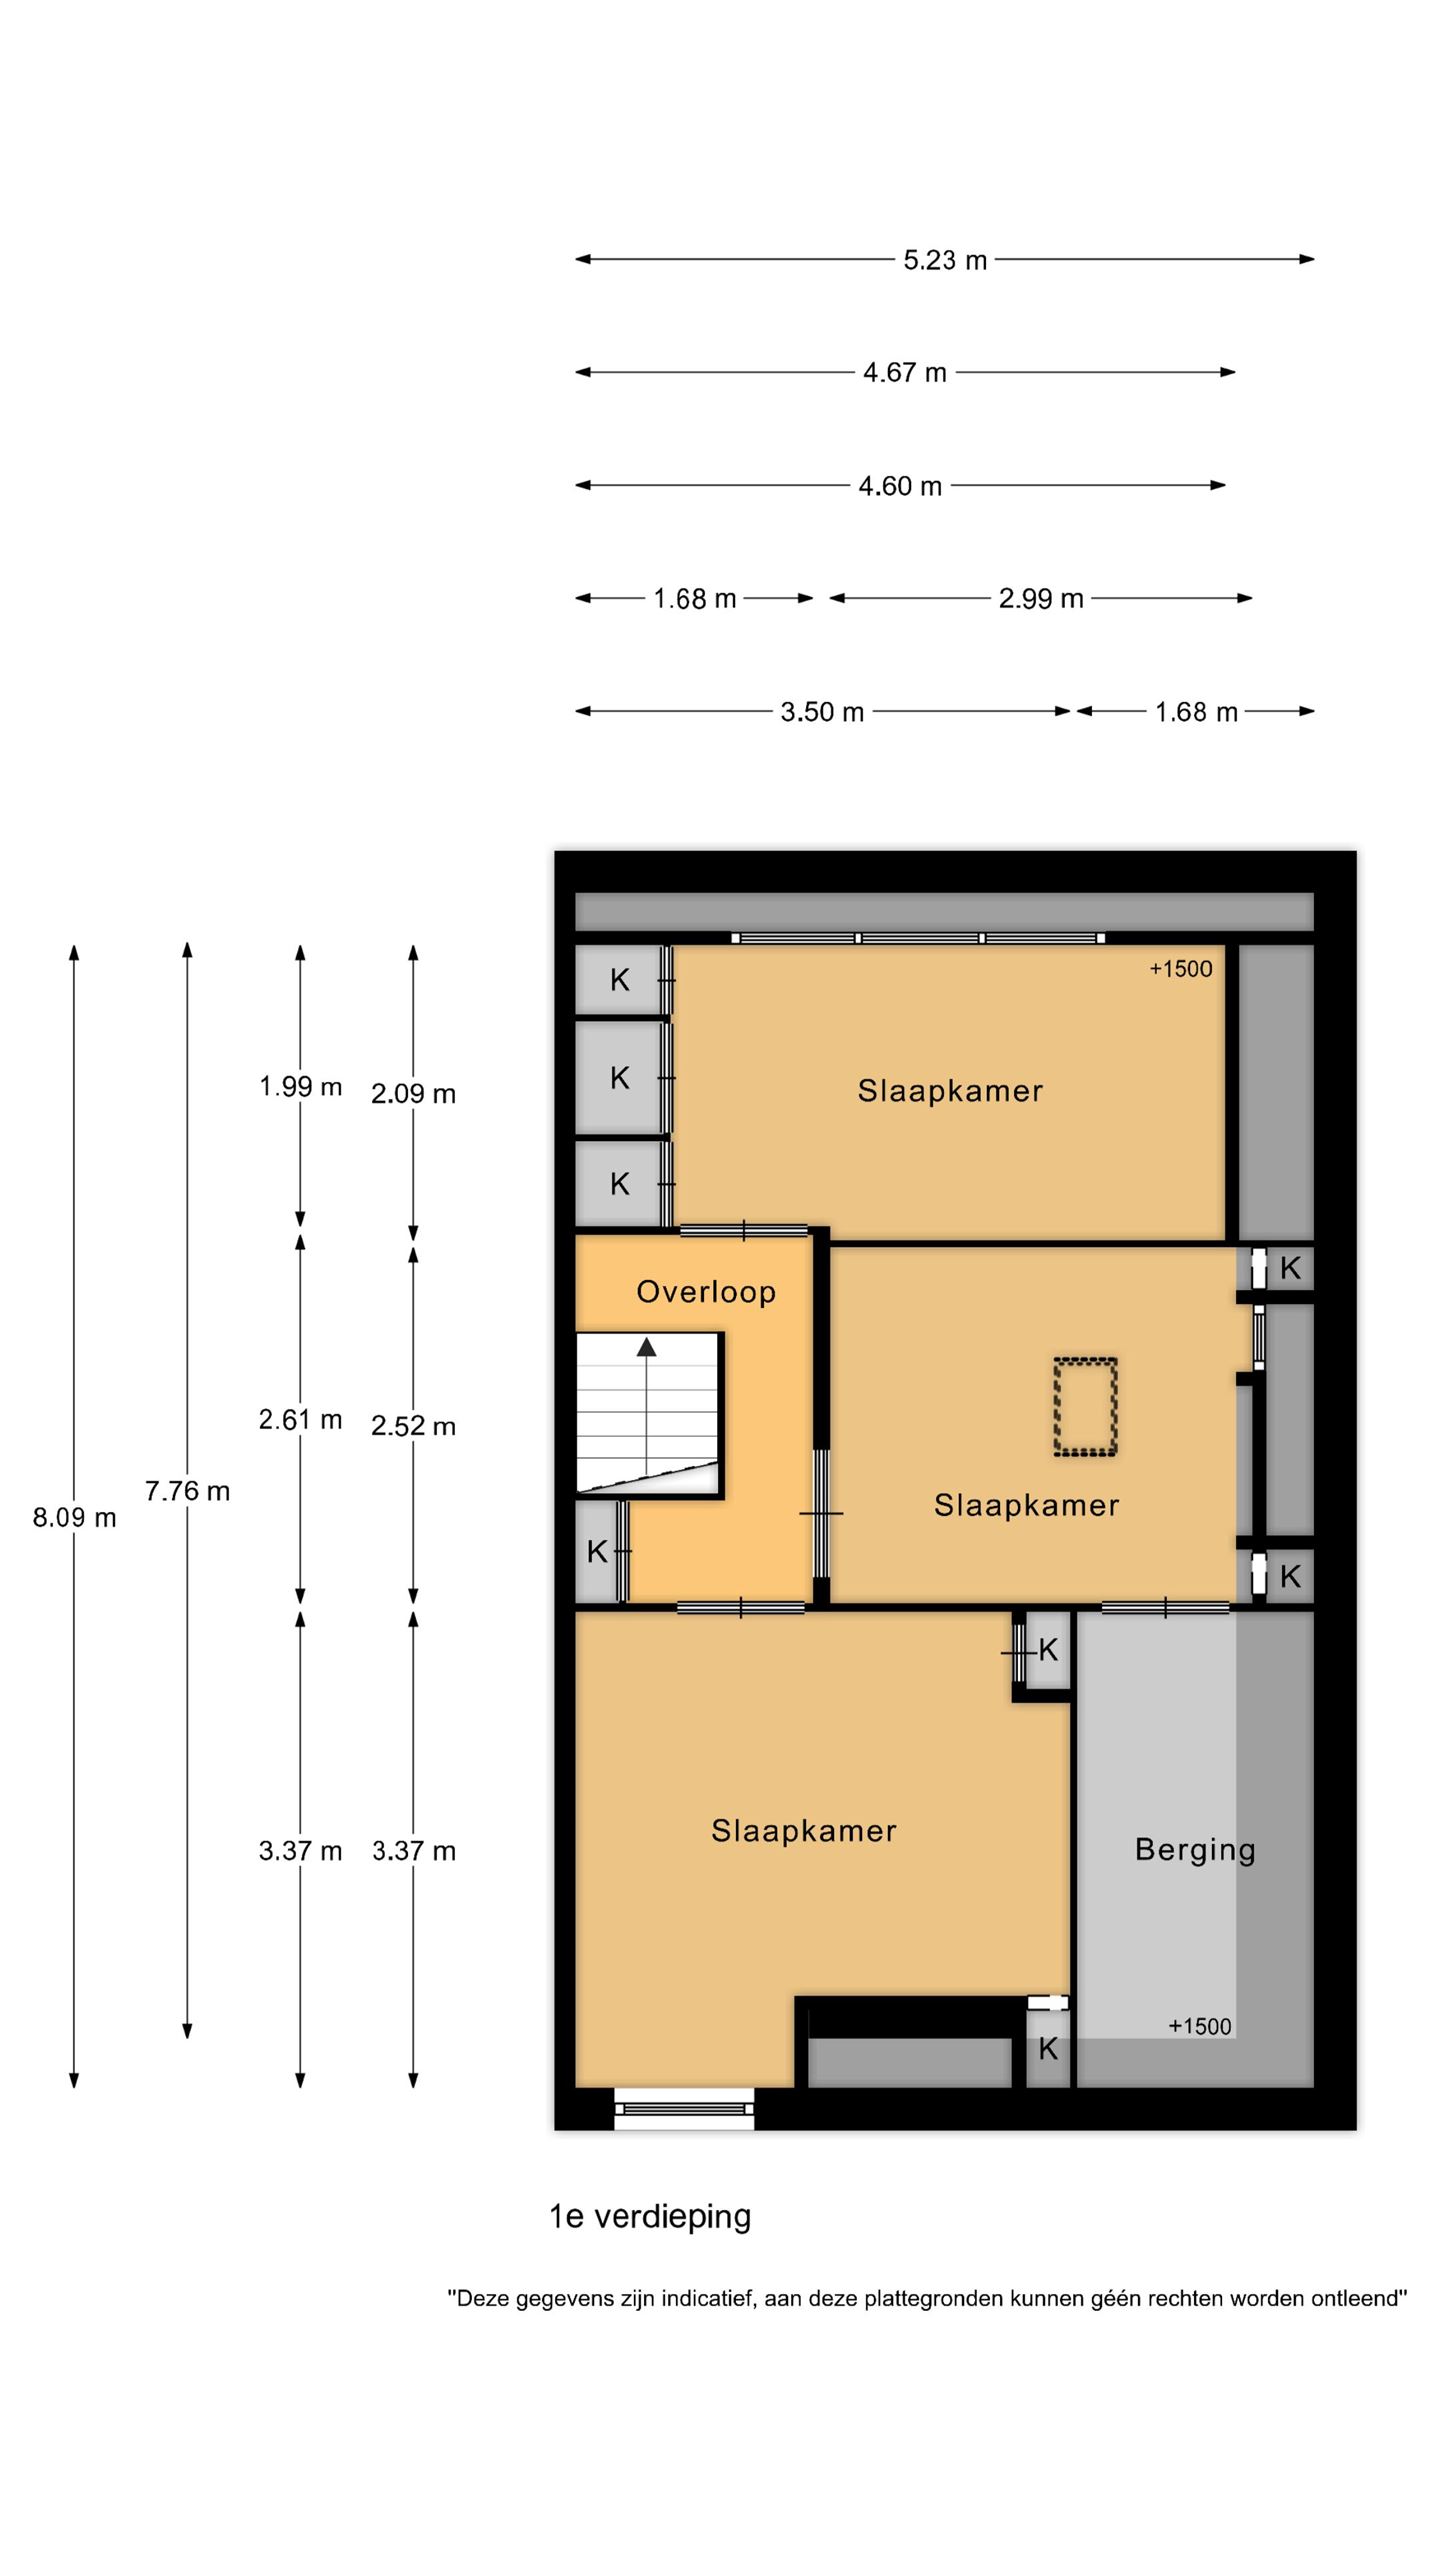 5.23 m
4.67 m
4.60 m
1.68 m 2.99 m
3.50 m 1.68 m
+1500
K
K
Slaapkamer
1.99 m 2.09 m
K
Overloop
K
2.61 m 2.52 m
7.76 m
8.09 m
Slaapkamer
K
K
K
Slaapkamer
3.37 m 3.37 m
Berging
+1500
K
1e verdieping
"Deze gegevens zijn indicatief, aan deze plattegronden kunnen géén rechten worden ontleend"